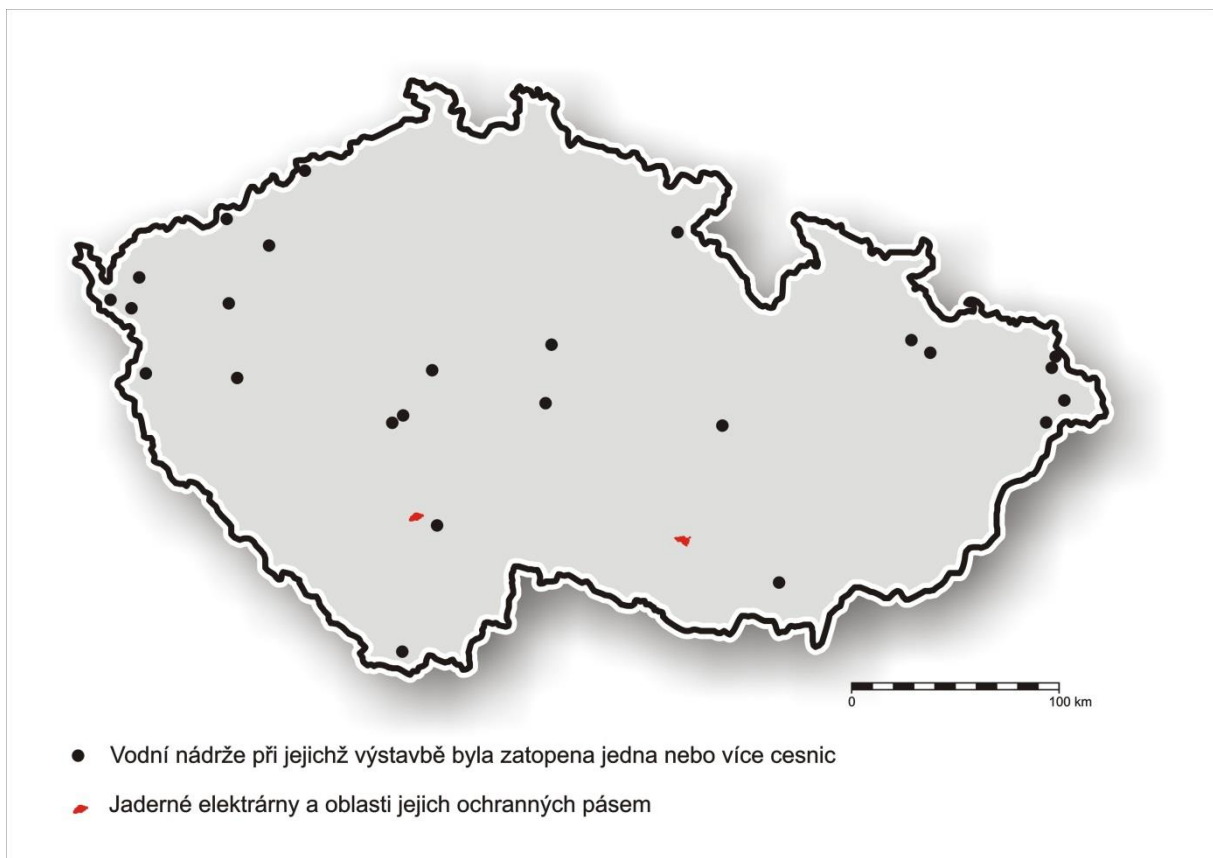 0 100 km
Vodní nádrže při jejichž výstavbě byla zatopena jedna nebo více cesnic
Jaderné elektrárny a oblasti jejich ochranných pásem